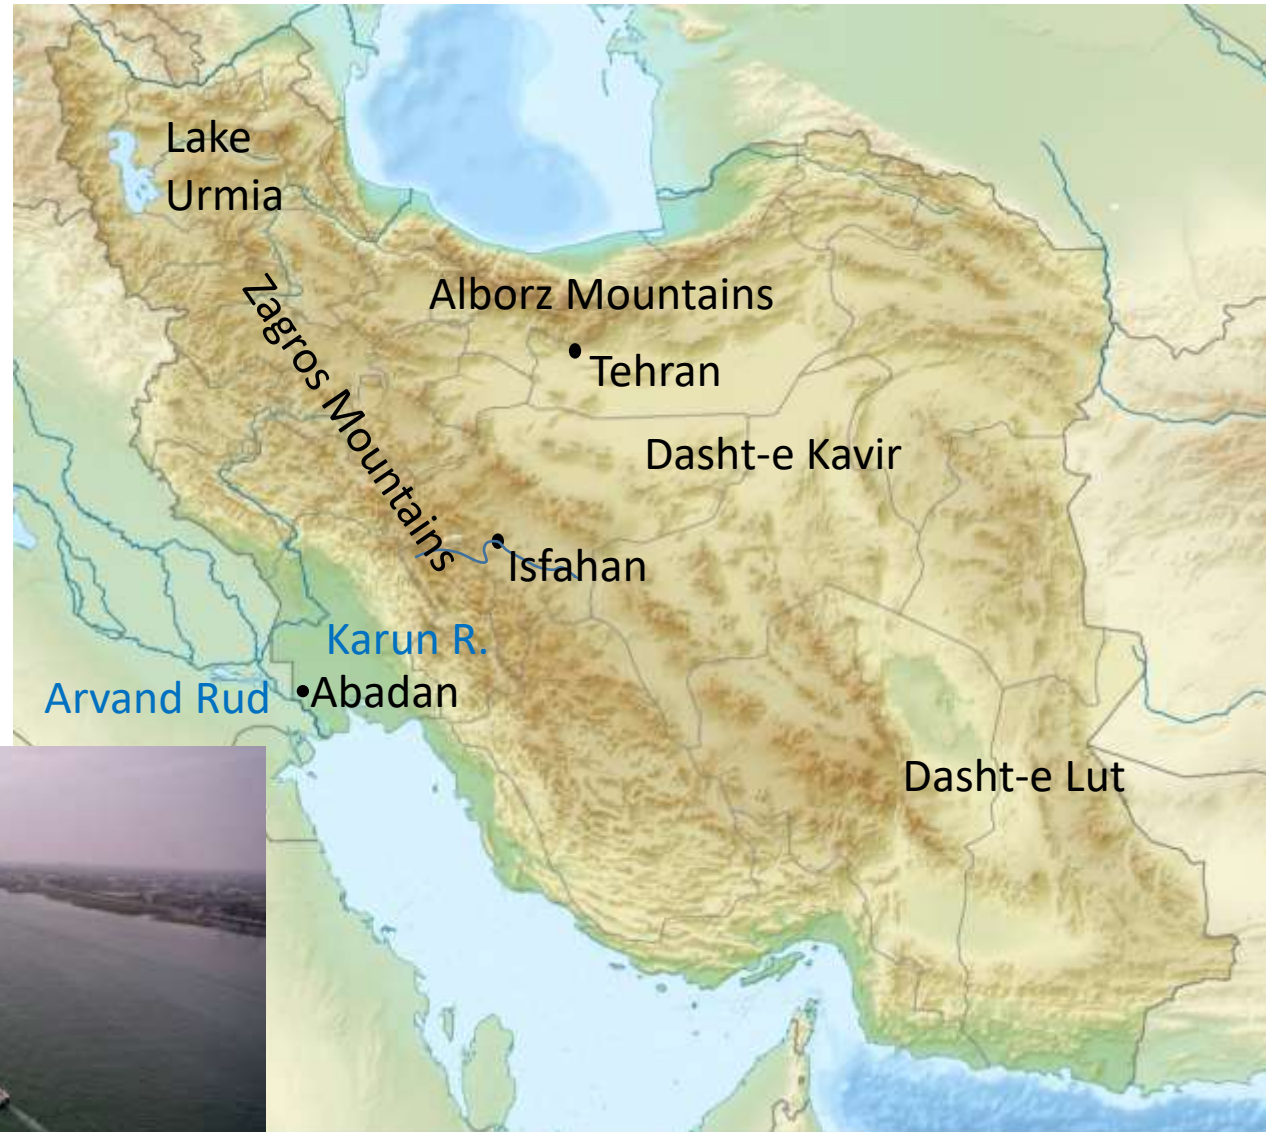 Lake
Urmia
Alborz Mountains
Zagros Mountains
Tehran
Dasht-e Kavir
Isfahan
Karun R.
Arvand Rud
Abadan
Dasht-e Lut